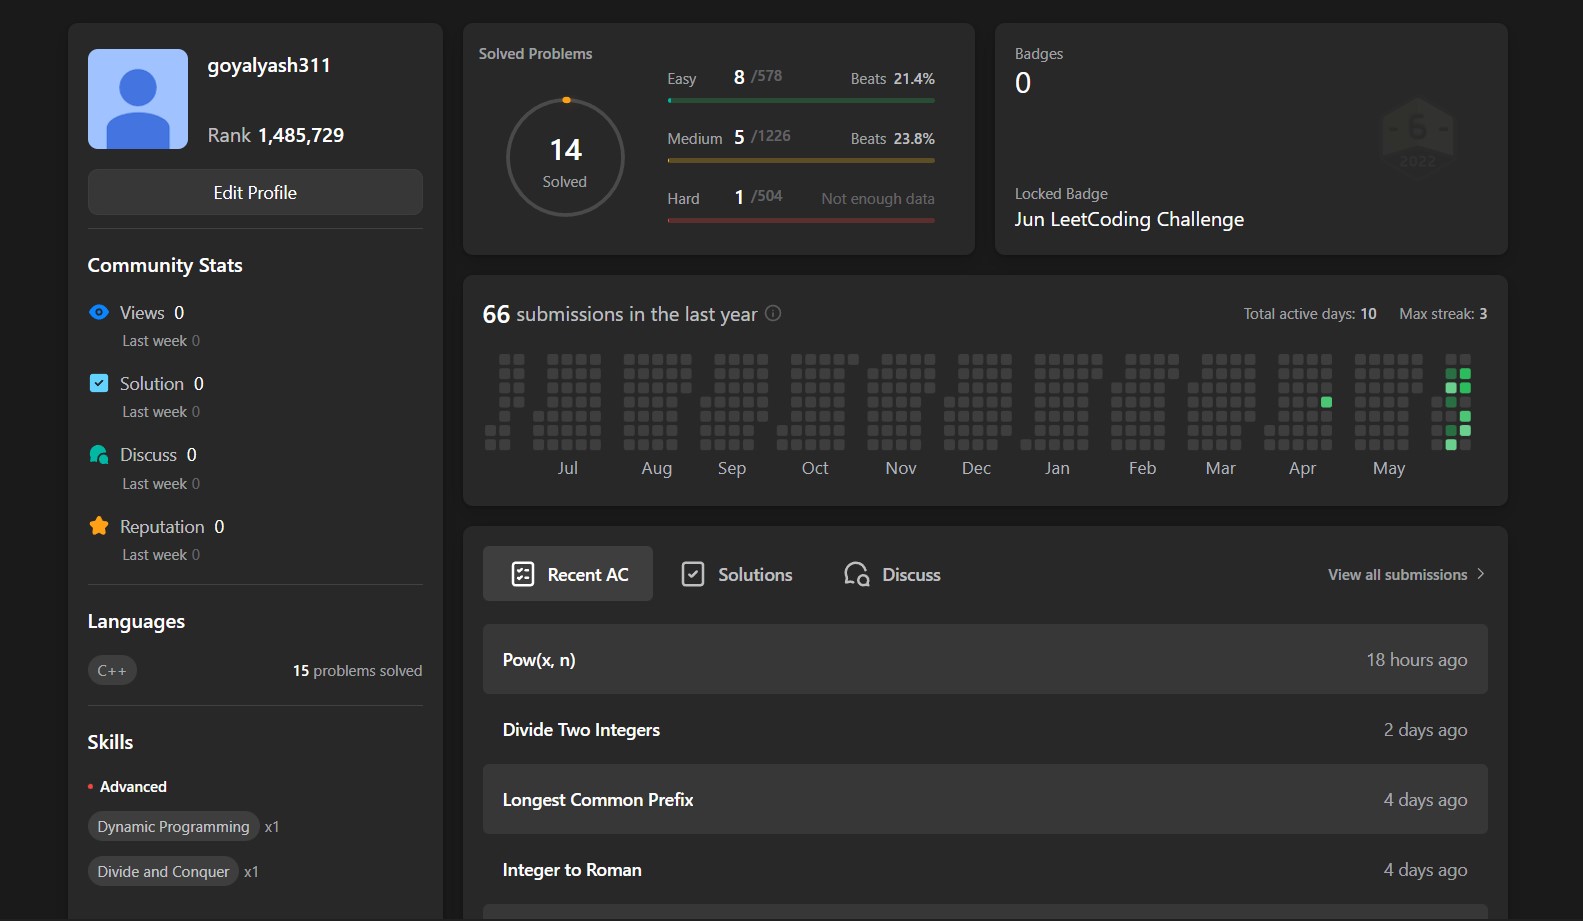 goyalyash311
Rank 1,485,729
Edit Profile
Community Stats
Views 0
Last week 0
Solution 0
Last week 0
Discuss 0
Last week 0
Reputation 0
Last week 0
Languages
C++ 15 problems solved
Skills
Advanced
Dynamic Programming x1
Divide and Conquer x1
Solved Problems
14
Solved
Easy 8 /578 Beats 21.4%
Medium 5 /1226 Beats 23.8%
Hard 1 /504 Not enough data
Badges
0
6
2022
Locked Badge
Jun LeetCoding Challenge
66 submissions in the last year Total active days: 10 Max streak: 3
Jul Aug Sep Oct Nov Dec Jan Feb Mar Apr May
Recent AC Solutions Discuss View all submissions >
Pow(x, n) 18 hours ago
Divide Two Integers 2 days ago
Longest Common Prefix 4 days ago
Integer to Roman 4 days ago